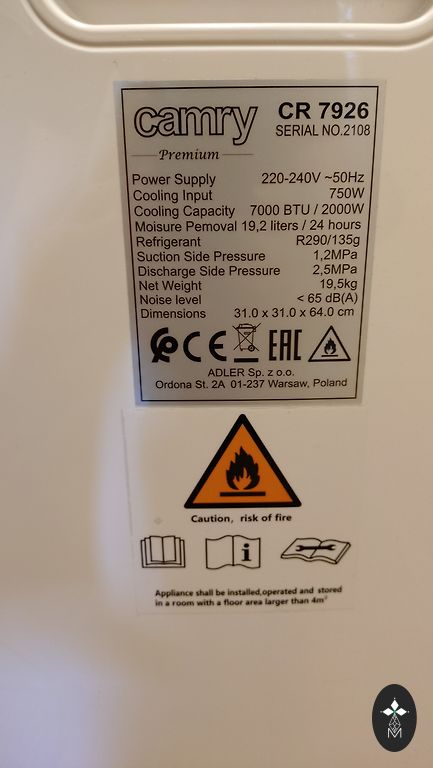 camry
CR 7926
SERIAL NO.2108
Premium
Power Supply 220-240V ~50Hz
Cooling Input 750W
Cooling Capacity 7000 BTU / 2000W
Moisure Pemoval 19,2 liters / 24 hours
Refrigerant R290/135g
Suction Side Pressure 1,2MPa
Discharge Side Pressure 2,5MPa
Net Weight 19,5kg
Noise level < 65 dB(A)
Dimensions 31.0 x 31.0 x 64.0 cm
CE EAC
ADLER Sp. z o.o.
Ordona St. 2A 01-237 Warsaw, Poland
Caution, risk of fire
i
Appliance shall be installed,operated and stored
in a room with a floor area larger than 4m²
M